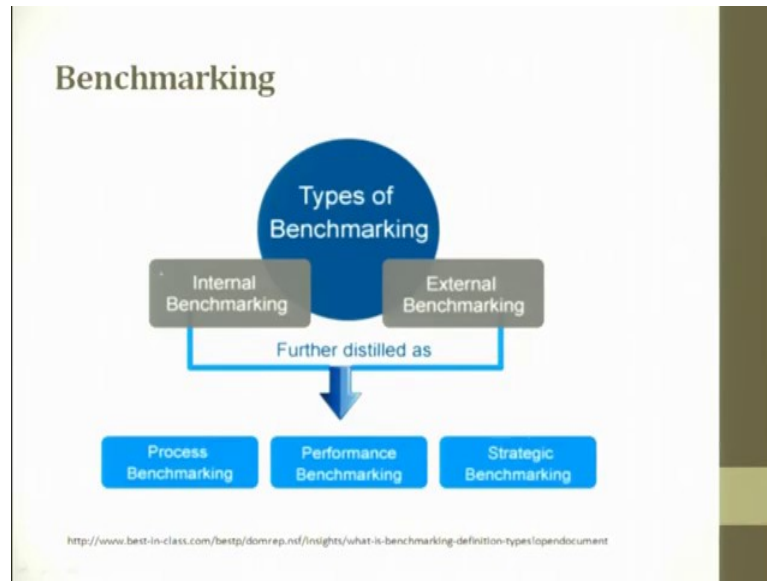 Benchmarking
Types of
Benchmarking
Internal
Benchmarking
External
Benchmarking
Further distilled as
Process
Benchmarking
Performance
Benchmarking
Strategic
Benchmarking
http://www.best-in-class.com/bestp/domrep.nsf/insights/what-is-benchmarking-definition-types!opendocument